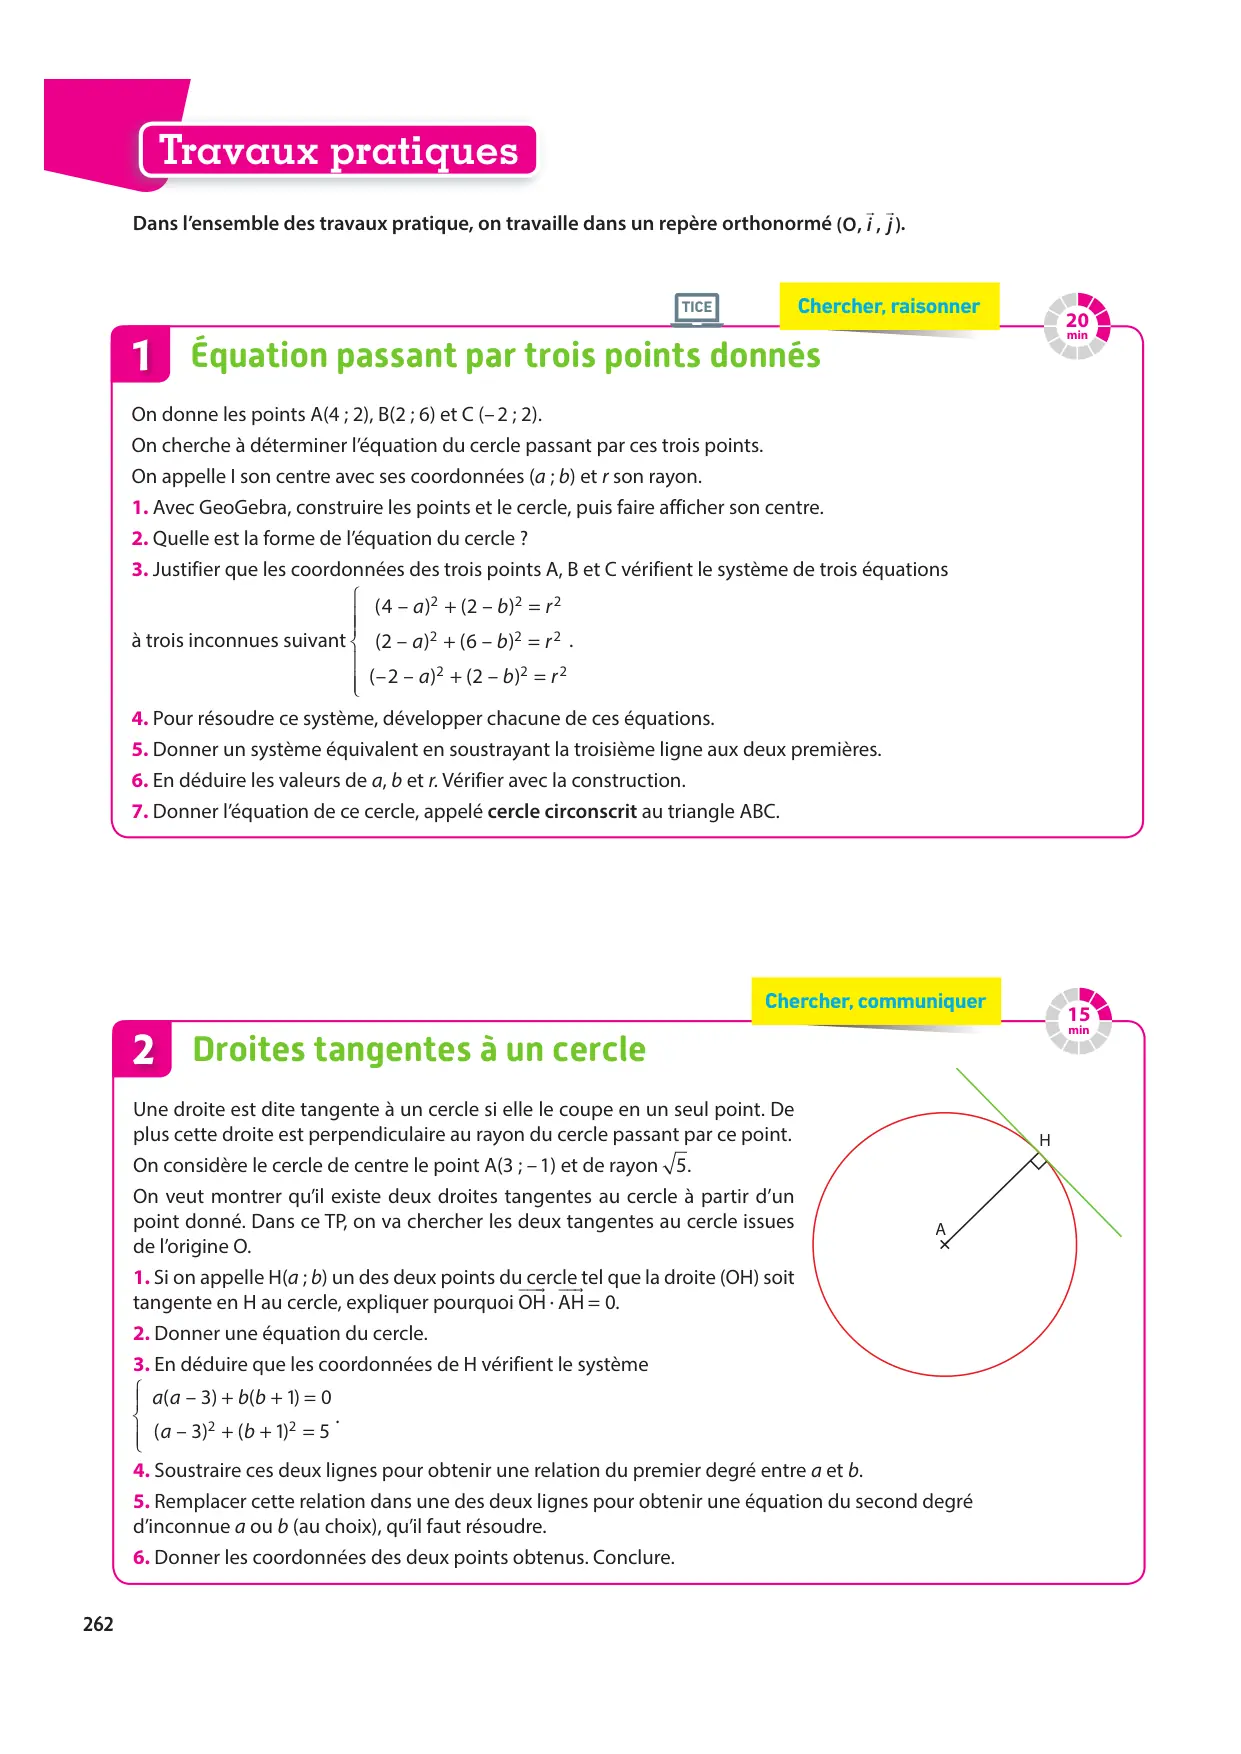 Travaux pratiques
Dans l’ensemble des travaux pratique, on travaille dans un repère orthonormé (O, i⃗ , j⃗ ).
TICE
Chercher, raisonner
20
min
1 Équation passant par trois points donnés
On donne les points A(4 ; 2), B(2 ; 6) et C (– 2 ; 2).
On cherche à déterminer l’équation du cercle passant par ces trois points.
On appelle I son centre avec ses coordonnées (a ; b) et r son rayon.
1. Avec GeoGebra, construire les points et le cercle, puis faire afficher son centre.
2. Quelle est la forme de l’équation du cercle ?
3. Justifier que les coordonnées des trois points A, B et C vérifient le système de trois équations
(4 – a)² + (2 – b)² = r²
à trois inconnues suivant { (2 – a)² + (6 – b)² = r² .
(–2 – a)² + (2 – b)² = r²
4. Pour résoudre ce système, développer chacune de ces équations.
5. Donner un système équivalent en soustrayant la troisième ligne aux deux premières.
6. En déduire les valeurs de a, b et r. Vérifier avec la construction.
7. Donner l’équation de ce cercle, appelé cercle circonscrit au triangle ABC.
Chercher, communiquer
15
min
2 Droites tangentes à un cercle
Une droite est dite tangente à un cercle si elle le coupe en un seul point. De
plus cette droite est perpendiculaire au rayon du cercle passant par ce point.
On considère le cercle de centre le point A(3 ; – 1) et de rayon √5.
On veut montrer qu’il existe deux droites tangentes au cercle à partir d’un
point donné. Dans ce TP, on va chercher les deux tangentes au cercle issues
de l’origine O.
1. Si on appelle H(a ; b) un des deux points du cercle tel que la droite (OH) soit
tangente en H au cercle, expliquer pourquoi OH⃗ · AH⃗ = 0.
2. Donner une équation du cercle.
3. En déduire que les coordonnées de H vérifient le système
{ a(a – 3) + b(b + 1) = 0
(a – 3)² + (b + 1)² = 5 .
4. Soustraire ces deux lignes pour obtenir une relation du premier degré entre a et b.
5. Remplacer cette relation dans une des deux lignes pour obtenir une équation du second degré
d’inconnue a ou b (au choix), qu’il faut résoudre.
6. Donner les coordonnées des deux points obtenus. Conclure.
H
A
262